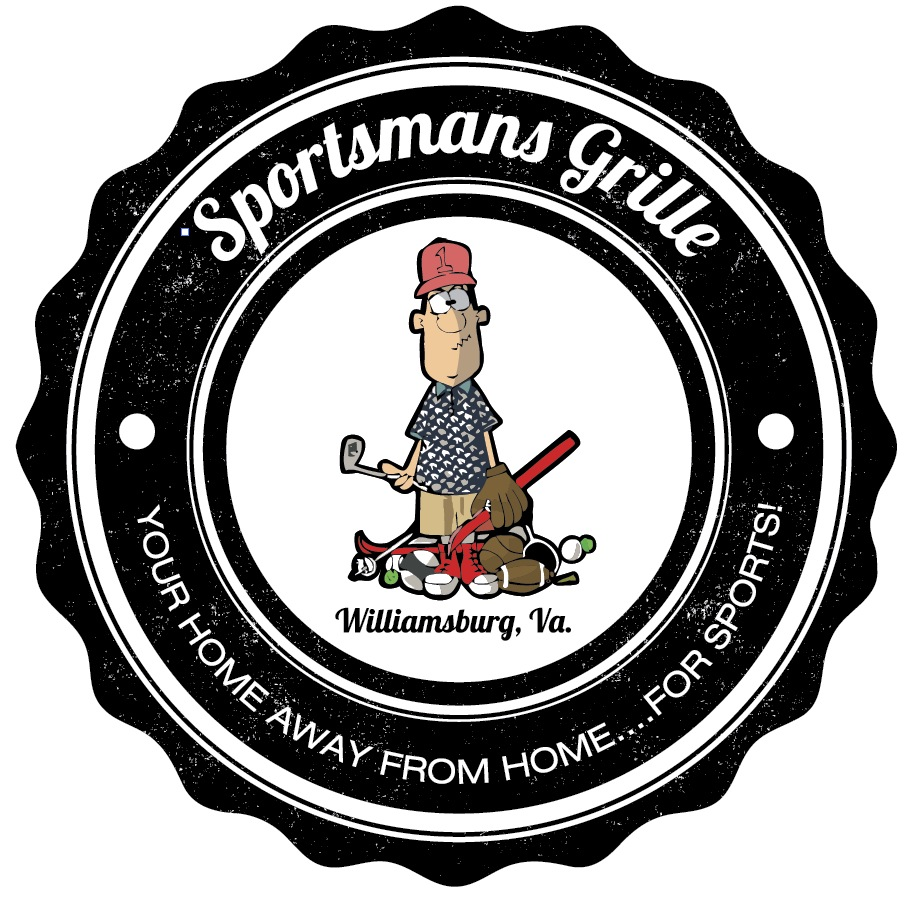 Sportsmans Grille
1
Williamsburg, Va.
YOUR HOME AWAY FROM HOME....FOR SPORTS!